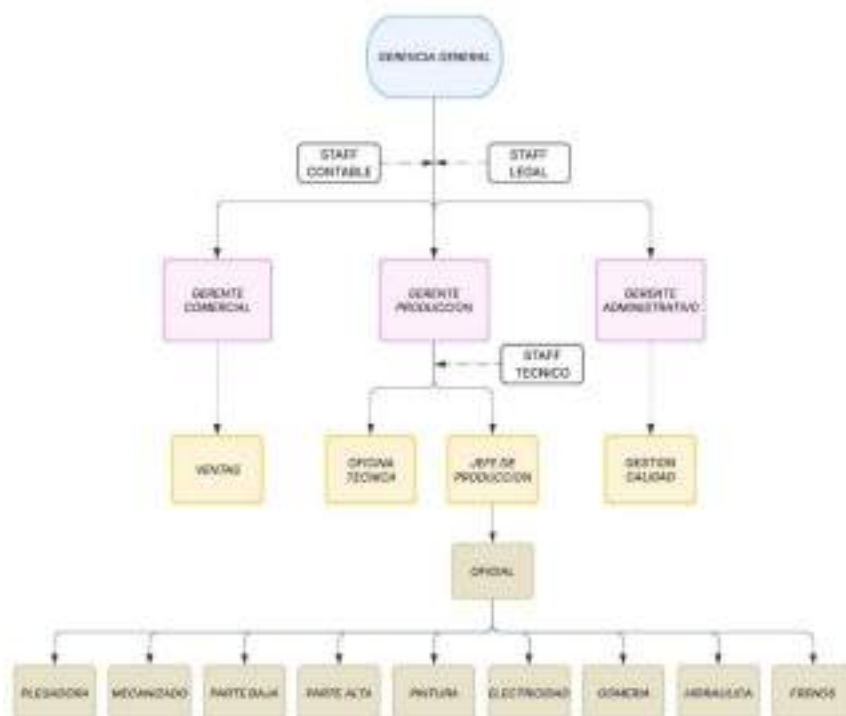 GERENCIA GENERAL
STAFF
CONTABLE
STAFF
LEGAL
GERENTE
COMERCIAL
GERENTE
PRODUCCION
GERENTE
ADMINISTRATIVO
STAFF
TECNICO
VENTAS
OFICINA
TECNICA
JEFE DE
PRODUCCION
GESTION
CALIDAD
OFICIAL
PLEGADORA
MECANIZADO
PARTE BAJA
PARTE ALTA
PINTURA
ELECTRICIDAD
GOMERIA
HIDRAULICA
FRENOS